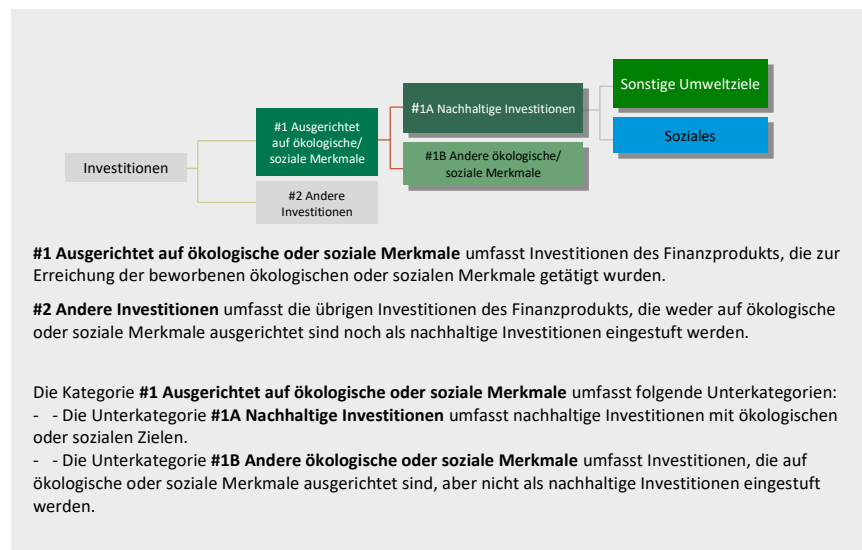 Sonstige Umweltziele
#1A Nachhaltige Investitionen
#1 Ausgerichtet
auf ökologische/
soziale Merkmale
Soziales
#1B Andere ökologische/
soziale Merkmale
Investitionen
#2 Andere
Investitionen
#1 Ausgerichtet auf ökologische oder soziale Merkmale umfasst Investitionen des Finanzprodukts, die zur
Erreichung der beworbenen ökologischen oder sozialen Merkmale getätigt wurden.
#2 Andere Investitionen umfasst die übrigen Investitionen des Finanzprodukts, die weder auf ökologische
oder soziale Merkmale ausgerichtet sind noch als nachhaltige Investitionen eingestuft werden.
Die Kategorie #1 Ausgerichtet auf ökologische oder soziale Merkmale umfasst folgende Unterkategorien:
- - Die Unterkategorie #1A Nachhaltige Investitionen umfasst nachhaltige Investitionen mit ökologischen
oder sozialen Zielen.
- - Die Unterkategorie #1B Andere ökologische oder soziale Merkmale umfasst Investitionen, die auf
ökologische oder soziale Merkmale ausgerichtet sind, aber nicht als nachhaltige Investitionen eingestuft
werden.